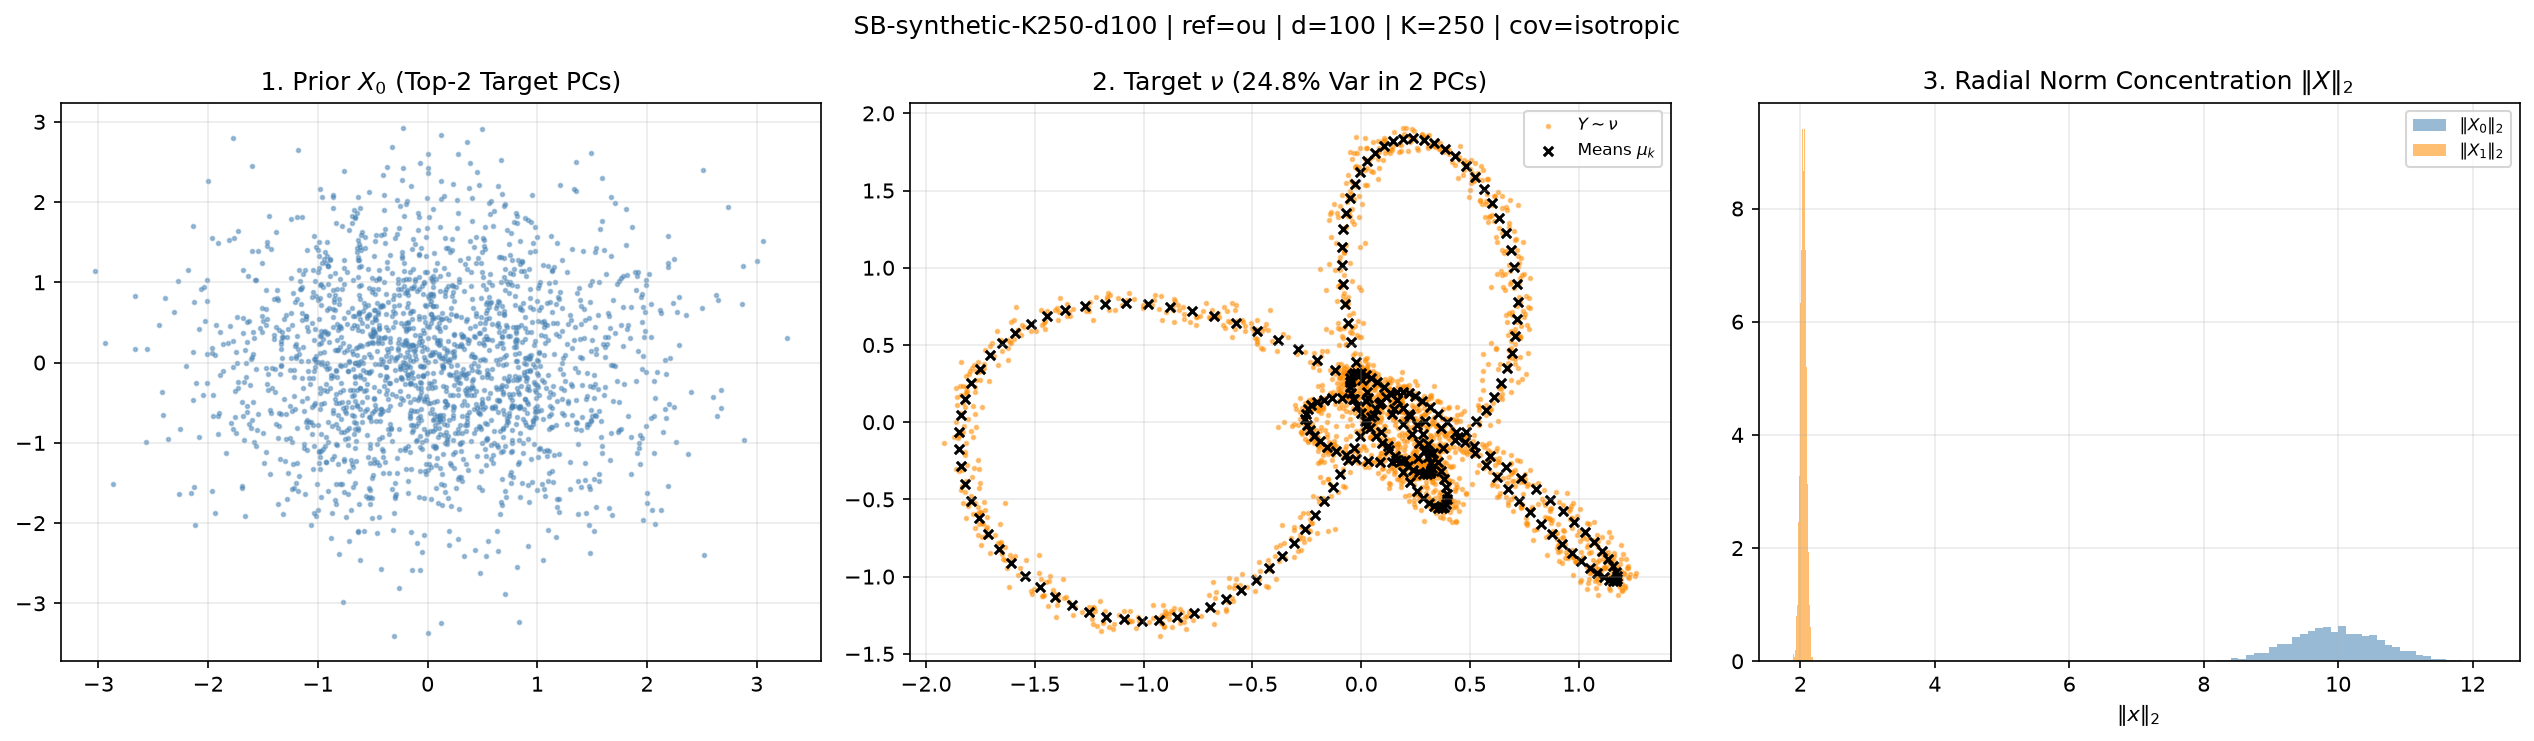 SB-synthetic-K250-d100 | ref=ou | d=100 | K=250 | cov=isotropic
1. Prior X₀ (Top-2 Target PCs)
3
2
1
0
−1
−2
−3
−3 −2 −1 0 1 2 3
2. Target ν (24.8% Var in 2 PCs)
Y ∼ ν
Means μₖ
2.0
1.5
1.0
0.5
0.0
−0.5
−1.0
−1.5
−2.0 −1.5 −1.0 −0.5 0.0 0.5 1.0
3. Radial Norm Concentration ‖X‖₂
‖X₀‖₂
‖X₁‖₂
8
6
4
2
0
2 4 6 8 10 12
‖x‖₂